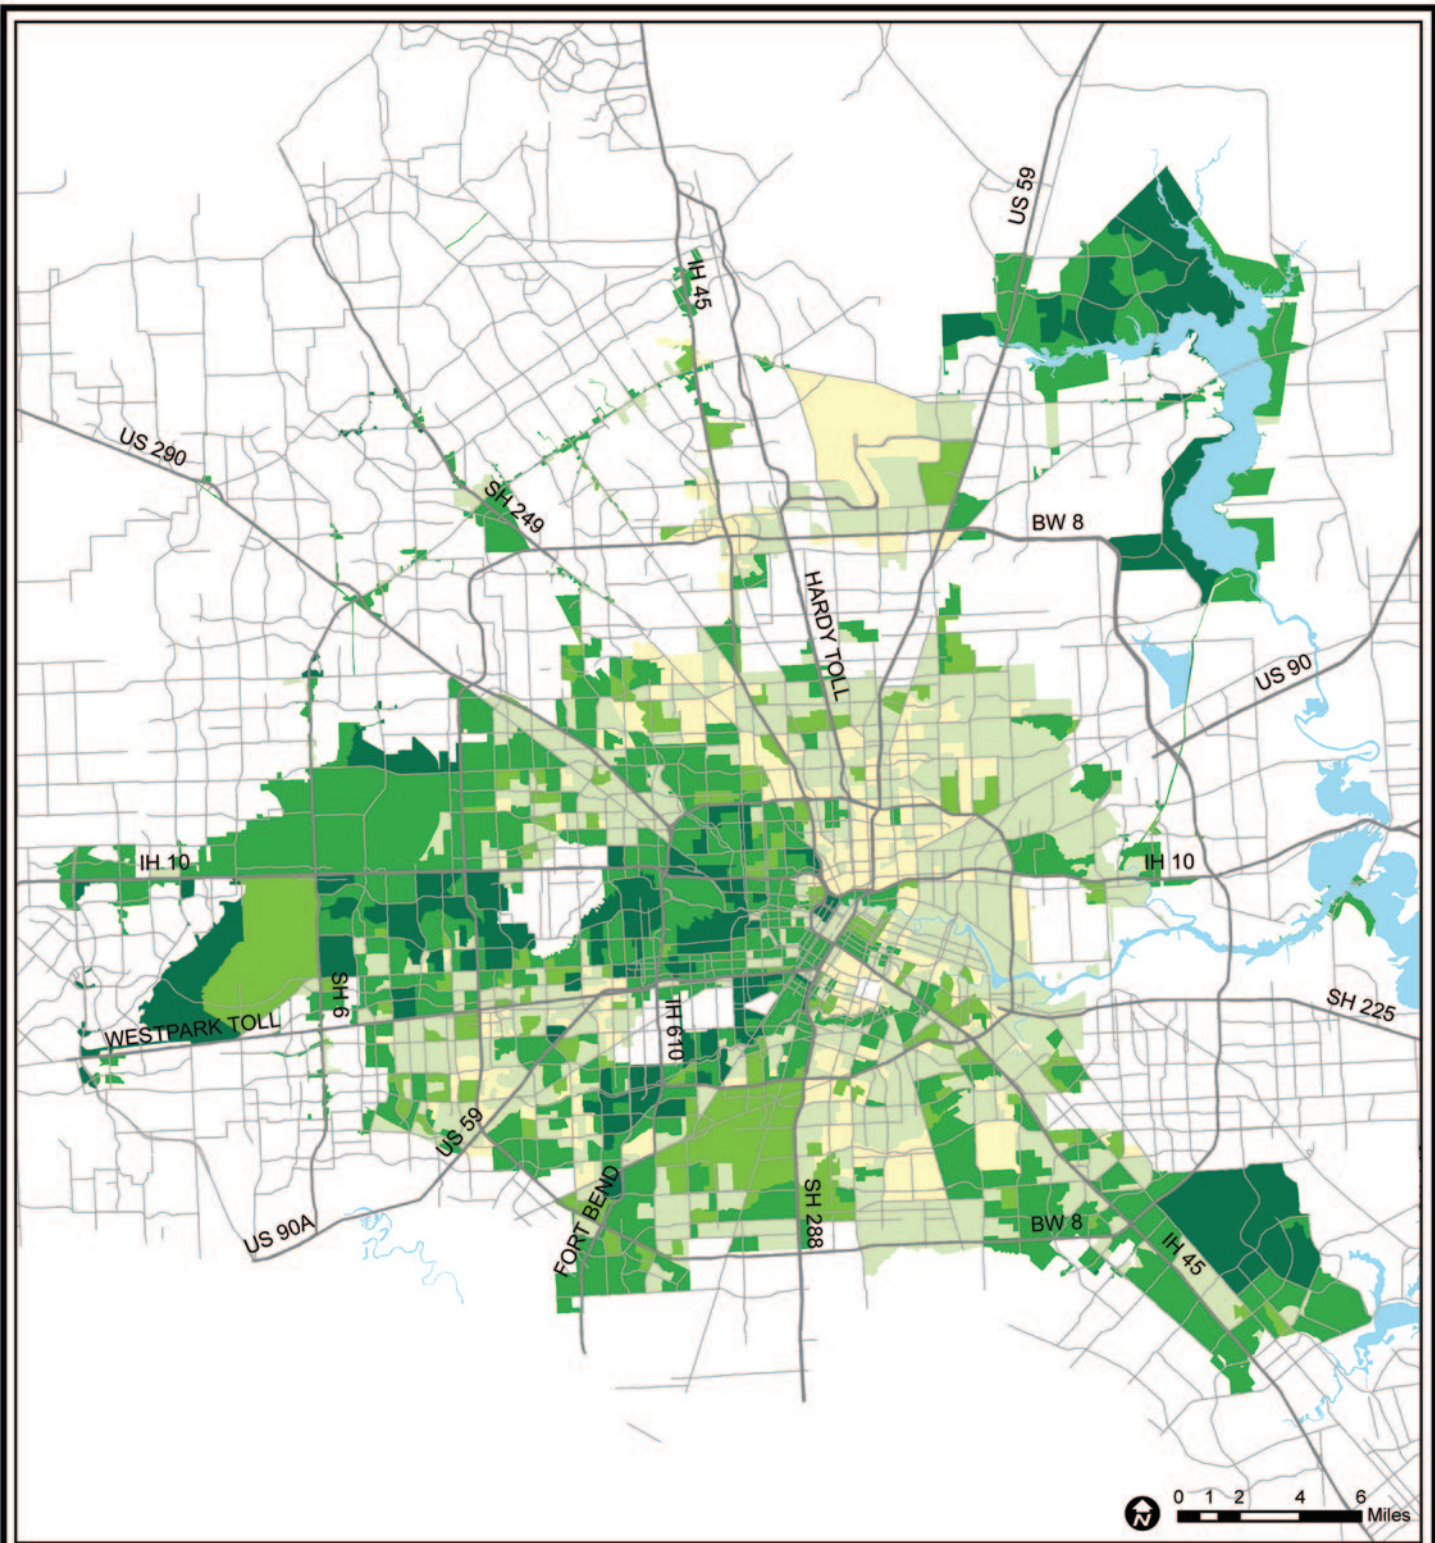 US 59
IH 45
US 290
SH 249
BW 8
HARDY TOLL
US 90
IH 10
IH 10
SH 6
WESTPARK TOLL
IH 610
SH 225
US 59
FORT BEND
SH 288
US 90A
BW 8
IH 45
N
0 1 2 4 6
Miles